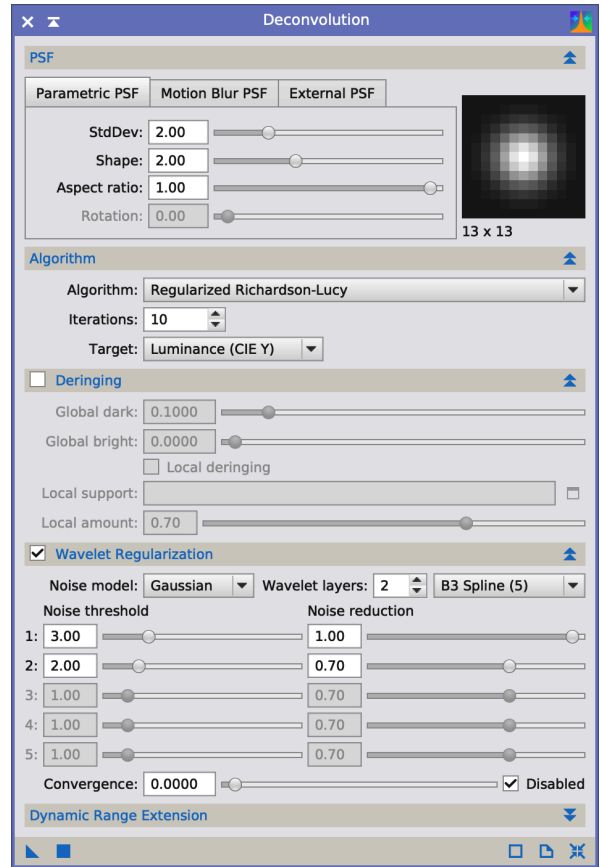 Deconvolution
PSF
Parametric PSF Motion Blur PSF External PSF
StdDev: 2.00
Shape: 2.00
Aspect ratio: 1.00
Rotation: 0.00
13 x 13
Algorithm
Algorithm: Regularized Richardson-Lucy
Iterations: 10
Target: Luminance (CIE Y)
Deringing
Global dark: 0.1000
Global bright: 0.0000
Local deringing
Local support:
Local amount: 0.70
Wavelet Regularization
Noise model: Gaussian Wavelet layers: 2 B3 Spline (5)
Noise threshold Noise reduction
1: 3.00 1.00
2: 2.00 0.70
3: 1.00 0.70
4: 1.00 0.70
5: 1.00 0.70
Convergence: 0.0000 Disabled
Dynamic Range Extension